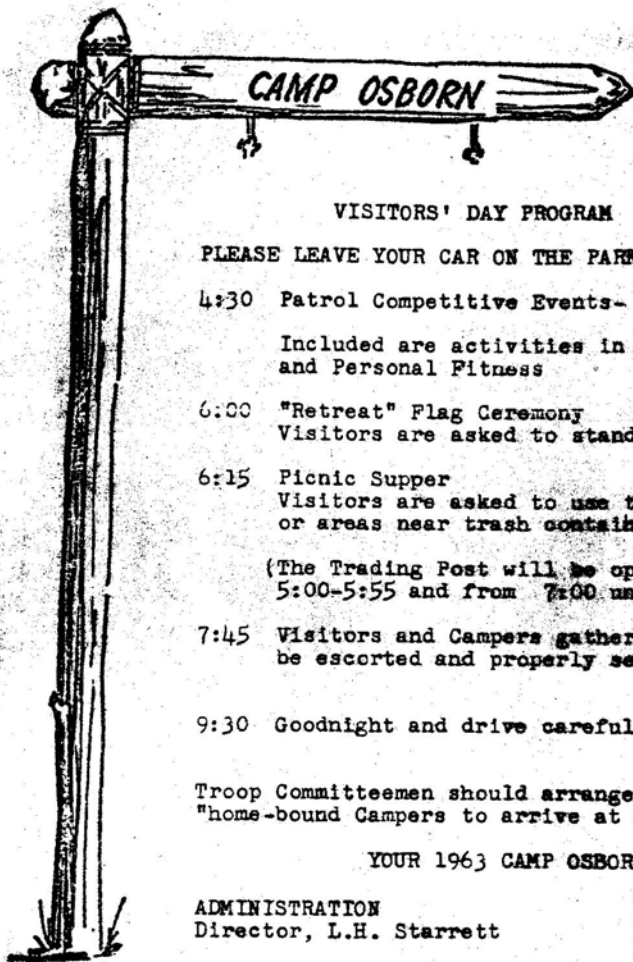 CAMP OSBORN
VISITORS' DAY PROGRAM
PLEASE LEAVE YOUR CAR ON THE PARK
4:30 Patrol Competitive Events-
Included are activities in
and Personal Fitness
6:00 "Retreat" Flag Ceremony
Visitors are asked to stand
6:15 Picnic Supper
Visitors are asked to use t
or areas near trash contain
(The Trading Post will be op
5:00-5:55 and from 7:00 un
7:45 Visitors and Campers gather
be escorted and properly se
9:30 Goodnight and drive careful
Troop Committeemen should arrange
"home-bound Campers to arrive at
YOUR 1963 CAMP OSBOR
ADMINISTRATION
Director, L.H. Starrett